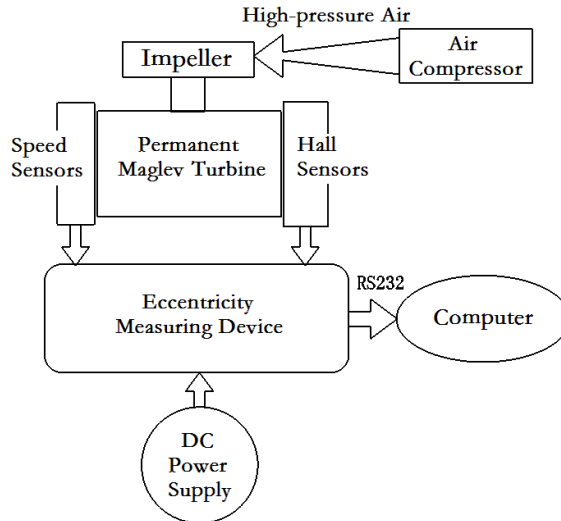 High-pressure Air
Impeller
Air
Compressor
Speed
Sensors
Permanent
Maglev Turbine
Hall
Sensors
RS232
Eccentricity
Measuring Device
Computer
DC
Power
Supply